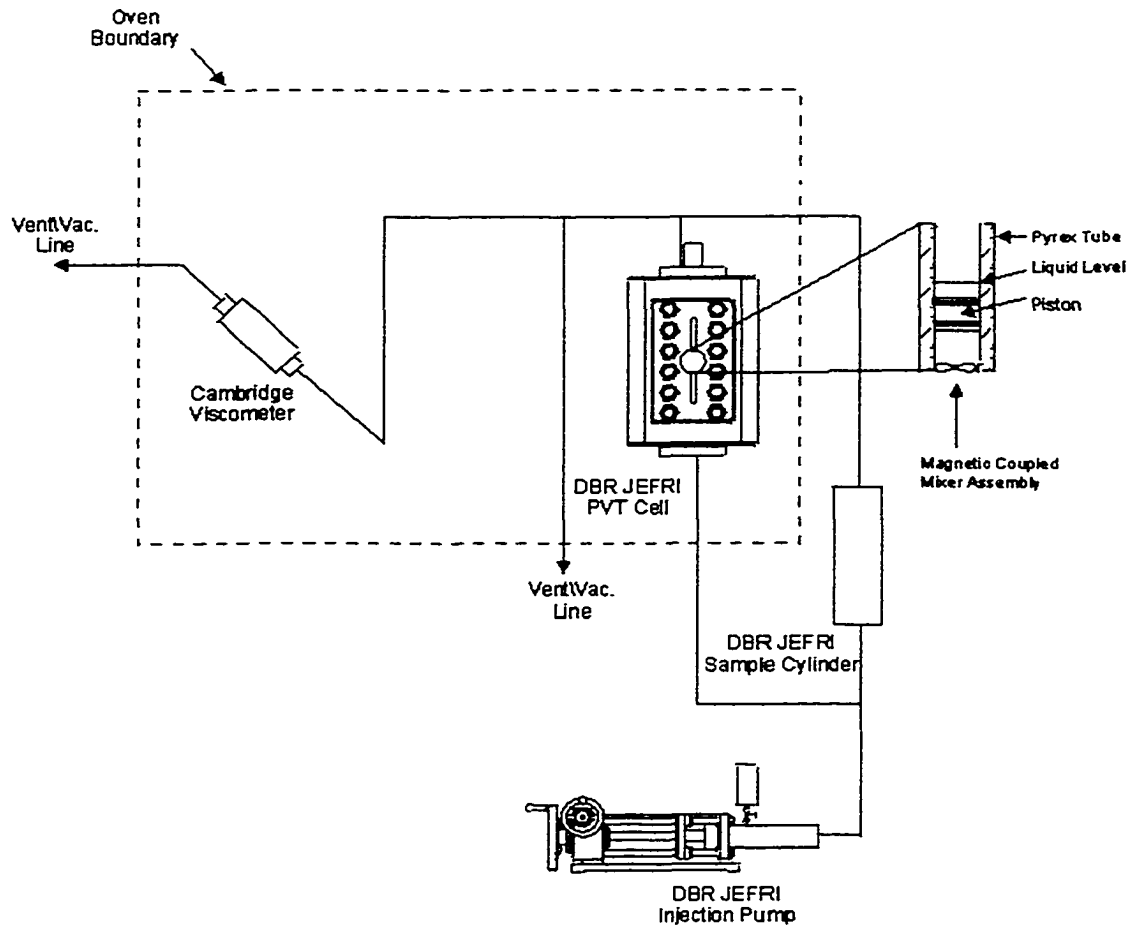 Oven
Boundary
Vent\Vac.
Line
Pyrex Tube
Liquid Level
Piston
Cambridge
Viscometer
Magnetic Coupled
Mixer Assembly
DBR JEFRI
PVT Cell
Vent\Vac.
Line
DBR JEFRI
Sample Cylinder
DBR JEFRI
Injection Pump